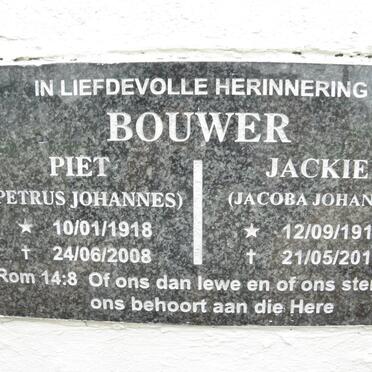 IN LIEFDEVOLLE HERINNERING
BOUWER
PIET JACKIE
PETRUS JOHANNES) (JACOBA JOHAN
★ 10/01/1918 ★ 12/09/191
† 24/06/2008 † 21/05/201
Rom 14:8 Of ons dan lewe en of ons ster
ons behoort aan die Here